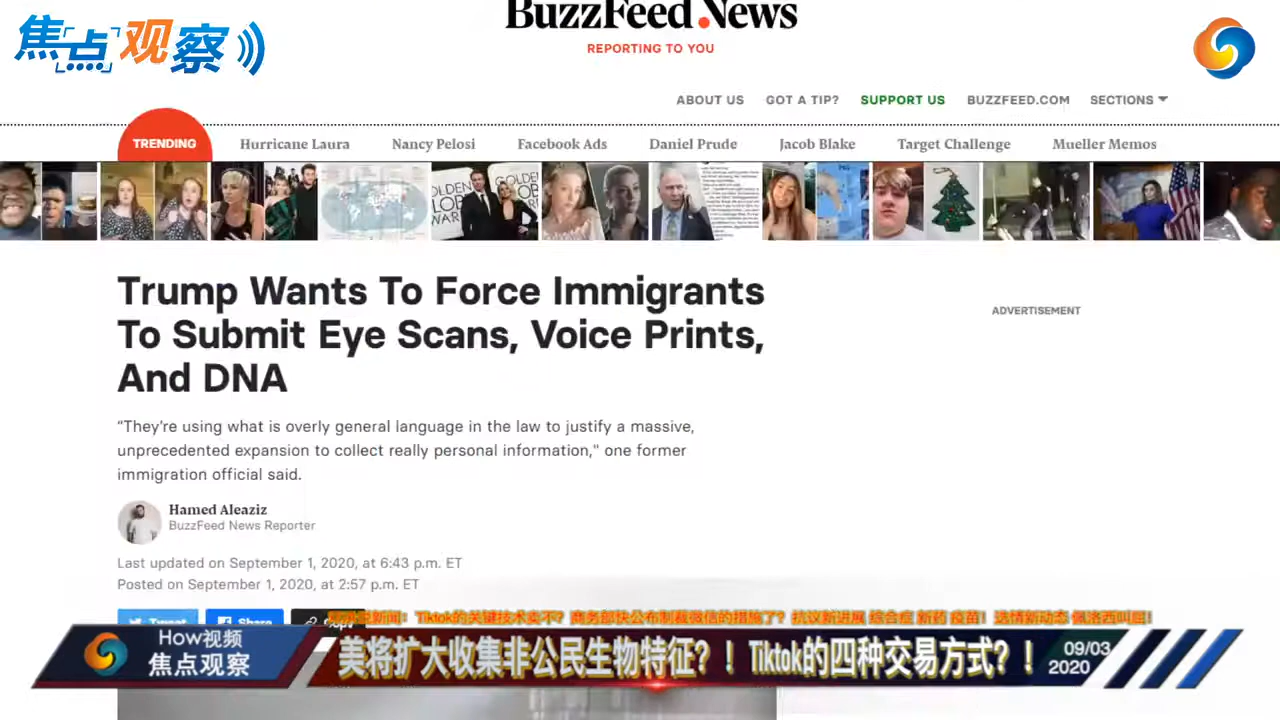 焦点观察
BuzzFeed News
REPORTING TO YOU
ABOUT US GOT A TIP? SUPPORT US BUZZFEED.COM SECTIONS
TRENDING Hurricane Laura Nancy Pelosi Facebook Ads Daniel Prude Jacob Blake Target Challenge Mueller Memos
Trump Wants To Force Immigrants
To Submit Eye Scans, Voice Prints,
And DNA
ADVERTISEMENT
“They’re using what is overly general language in the law to justify a massive,
unprecedented expansion to collect really personal information," one former
immigration official said.
Hamed Aleaziz
BuzzFeed News Reporter
Last updated on September 1, 2020, at 6:43 p.m. ET
Posted on September 1, 2020, at 2:57 p.m. ET
Tweet Share Copy
新闻：Tiktok的关键技术卖不？商务部快公布制裁微信的措施了？抗议新进展 综合症 新药 疫苗！选情新动态 佩洛西叫屈！
How视频
焦点观察
美将扩大收集非公民生物特征？！Tiktok的四种交易方式？！
09/03
2020